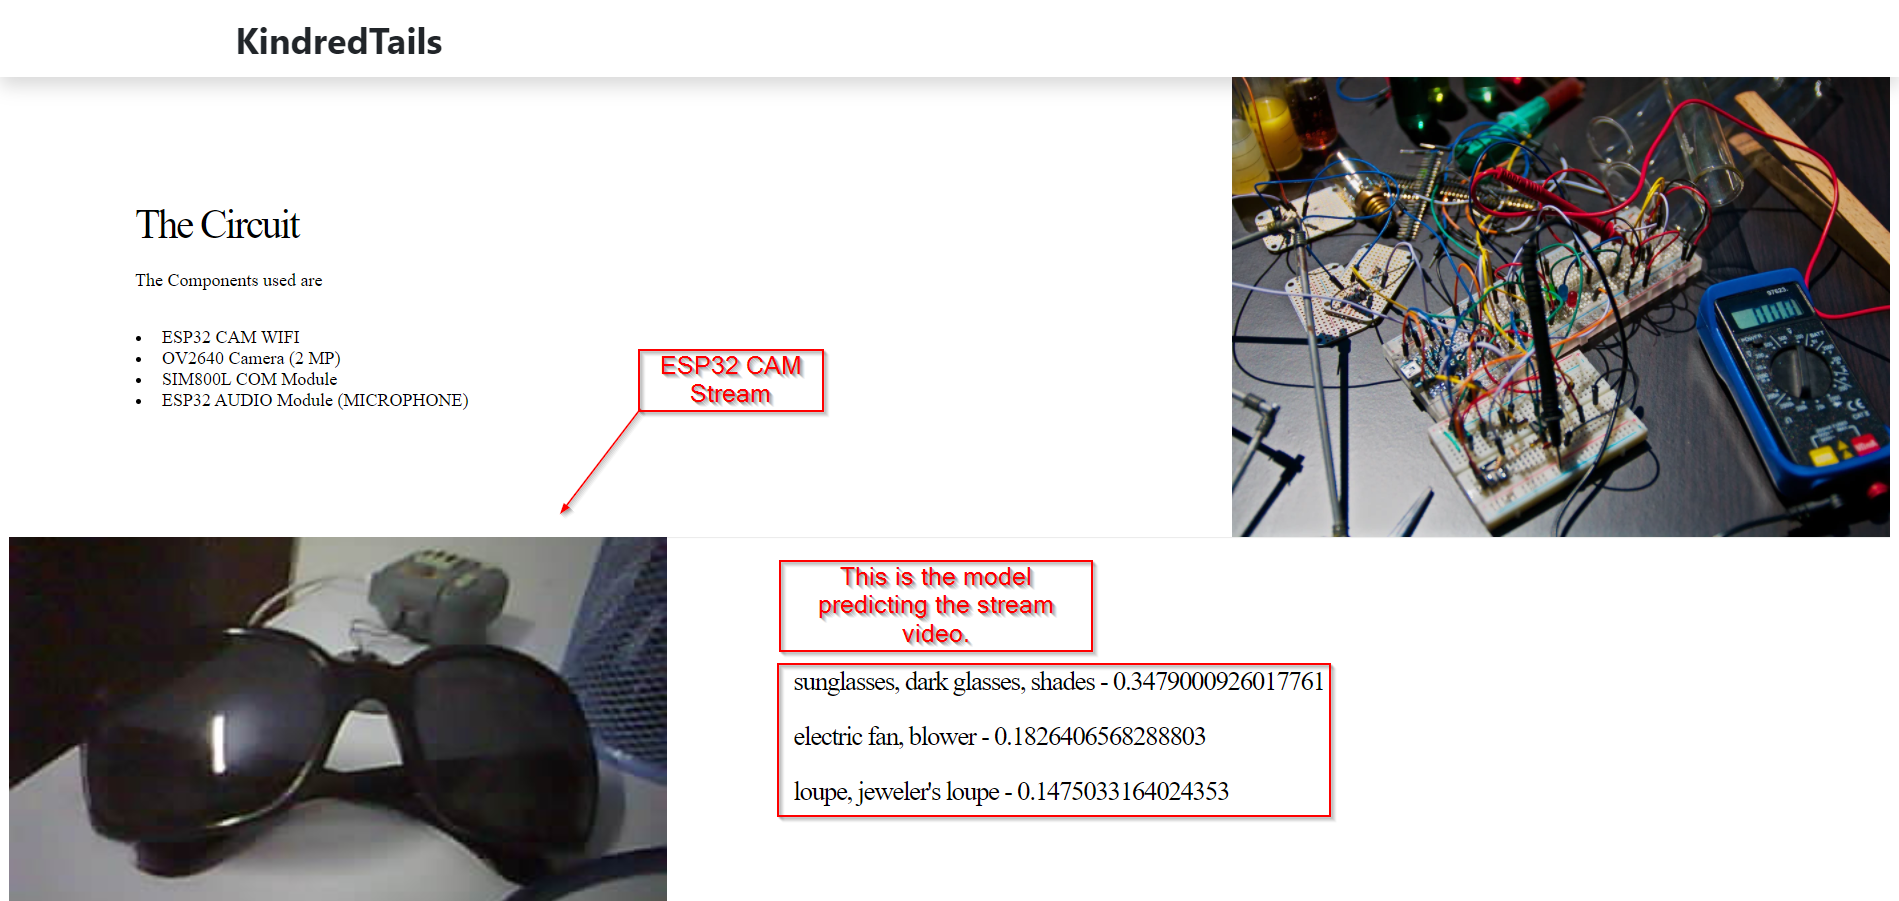 KindredTails
The Circuit
The Components used are
ESP32 CAM WIFI
OV2640 Camera (2 MP)
SIM800L COM Module
ESP32 AUDIO Module (MICROPHONE)
ESP32 CAM
Stream
This is the model
predicting the stream
video.
sunglasses, dark glasses, shades - 0.3479000926017761
electric fan, blower - 0.1826406568288803
loupe, jeweler's loupe - 0.1475033164024353